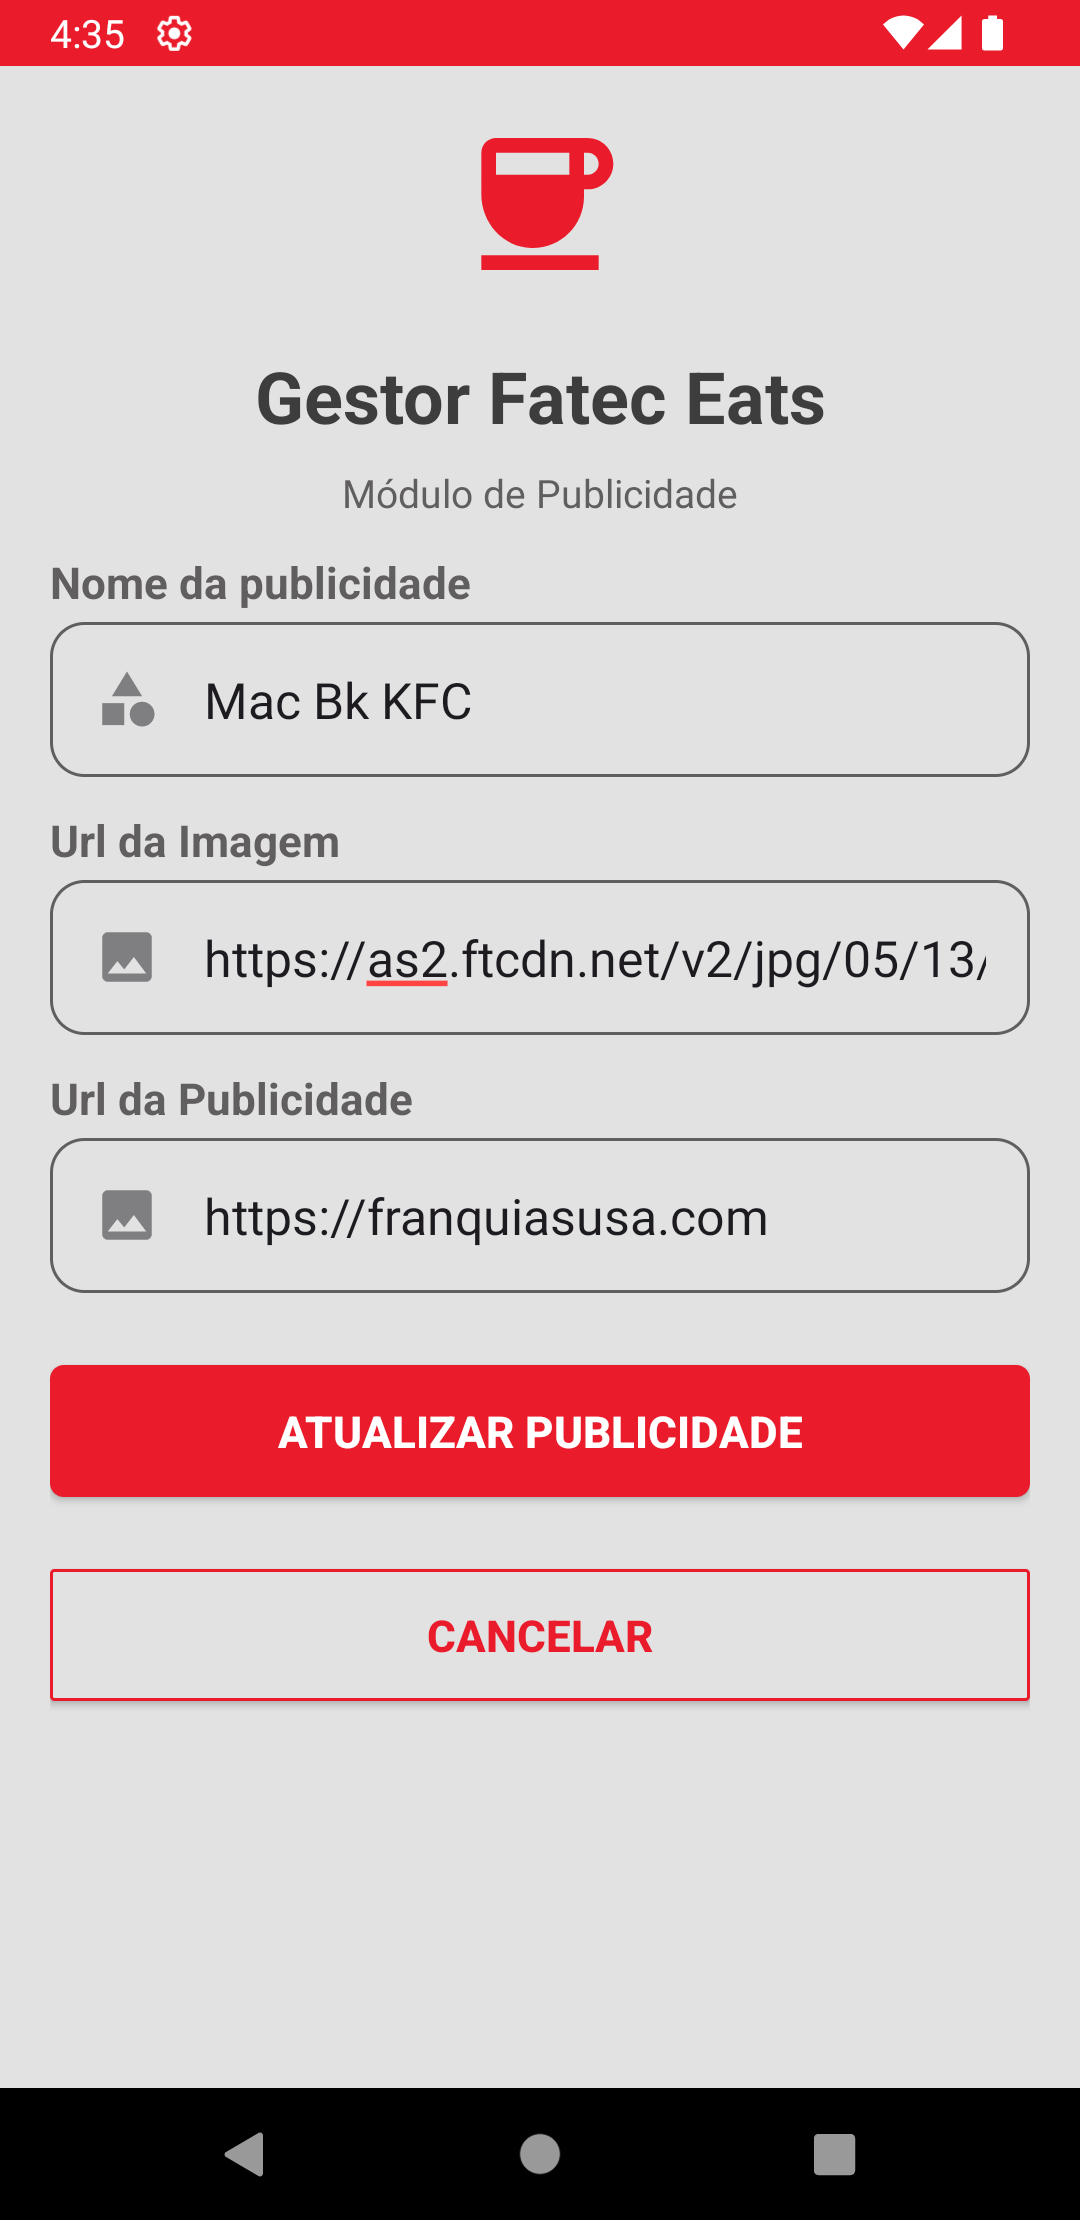 4:35
Gestor Fatec Eats
Módulo de Publicidade
Nome da publicidade
Mac Bk KFC
Url da Imagem
https://as2.ftcdn.net/v2/jpg/05/13/
Url da Publicidade
https://franquiasusa.com
ATUALIZAR PUBLICIDADE
CANCELAR